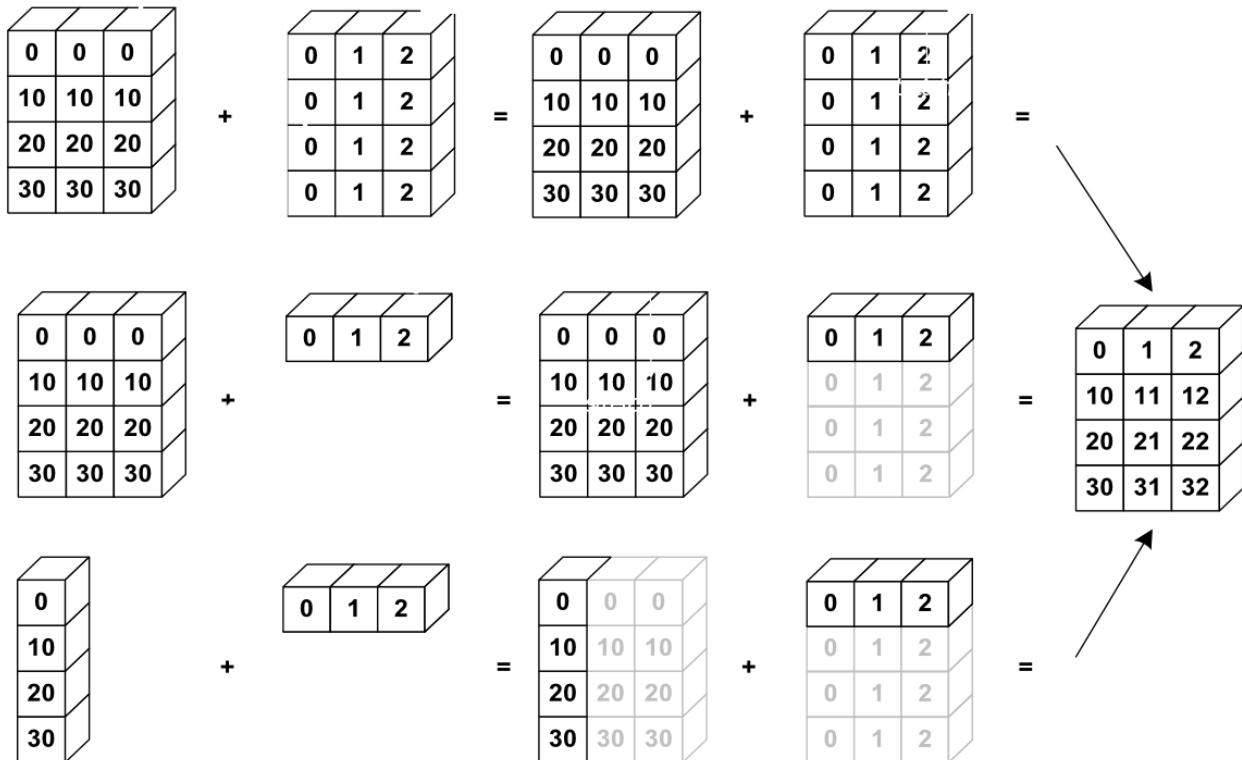 0 0 0 0 1 2 0 0 0 0 1 2
10 10 10 0 1 2 10 10 10 0 1 2
+ + = + =
20 20 20 0 1 2 20 20 20 0 1 2
30 30 30 0 1 2 30 30 30 0 1 2
0 0 0 0 1 2 0 0 0 0 1 2
0 1 2
10 10 10 10 10 10 0 1 2
+ = + =
10 11 12
20 20 20 20 20 20 0 1 2
20 21 22
30 30 30 30 30 30 0 1 2
30 31 32
0 0 1 2 0 0 0 0 1 2
10 10 10 10 0 1 2
+ = + =
20 20 20 20 0 1 2
30 30 30 30 0 1 2